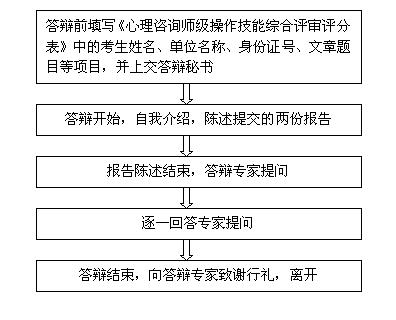 答辩前填写《心理咨询师级操作技能综合评审评分
表》中的考生姓名、单位名称、身份证号、文章题
目等项目，并上交答辩秘书
答辩开始，自我介绍，陈述提交的两份报告
报告陈述结束，答辩专家提问
逐一回答专家提问
答辩结束，向答辩专家致谢行礼，离开